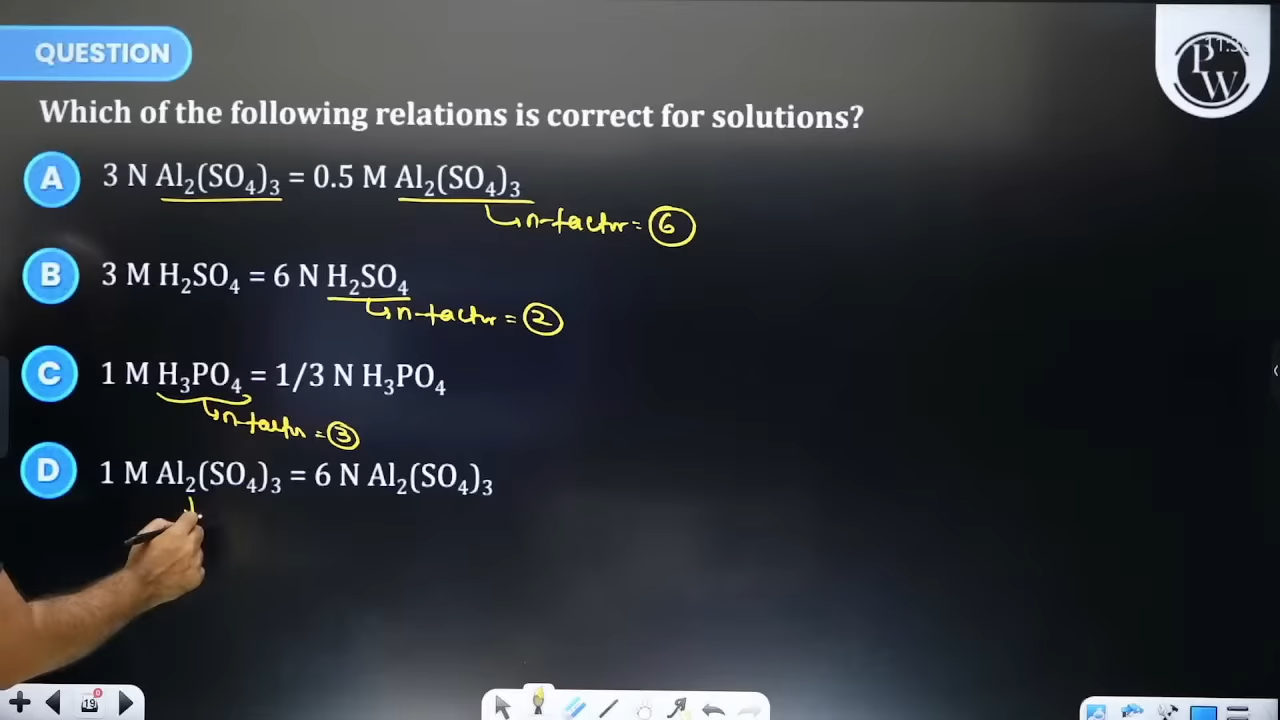 QUESTION
PW
Which of the following relations is correct for solutions?
A 3 N Al₂(SO₄)₃ = 0.5 M Al₂(SO₄)₃
↳n-factor = 6
B 3 M H₂SO₄ = 6 N H₂SO₄
↳n-factor = 2
C 1 M H₃PO₄ = 1/3 N H₃PO₄
↳n-factor = 3
D 1 M Al₂(SO₄)₃ = 6 N Al₂(SO₄)₃
19